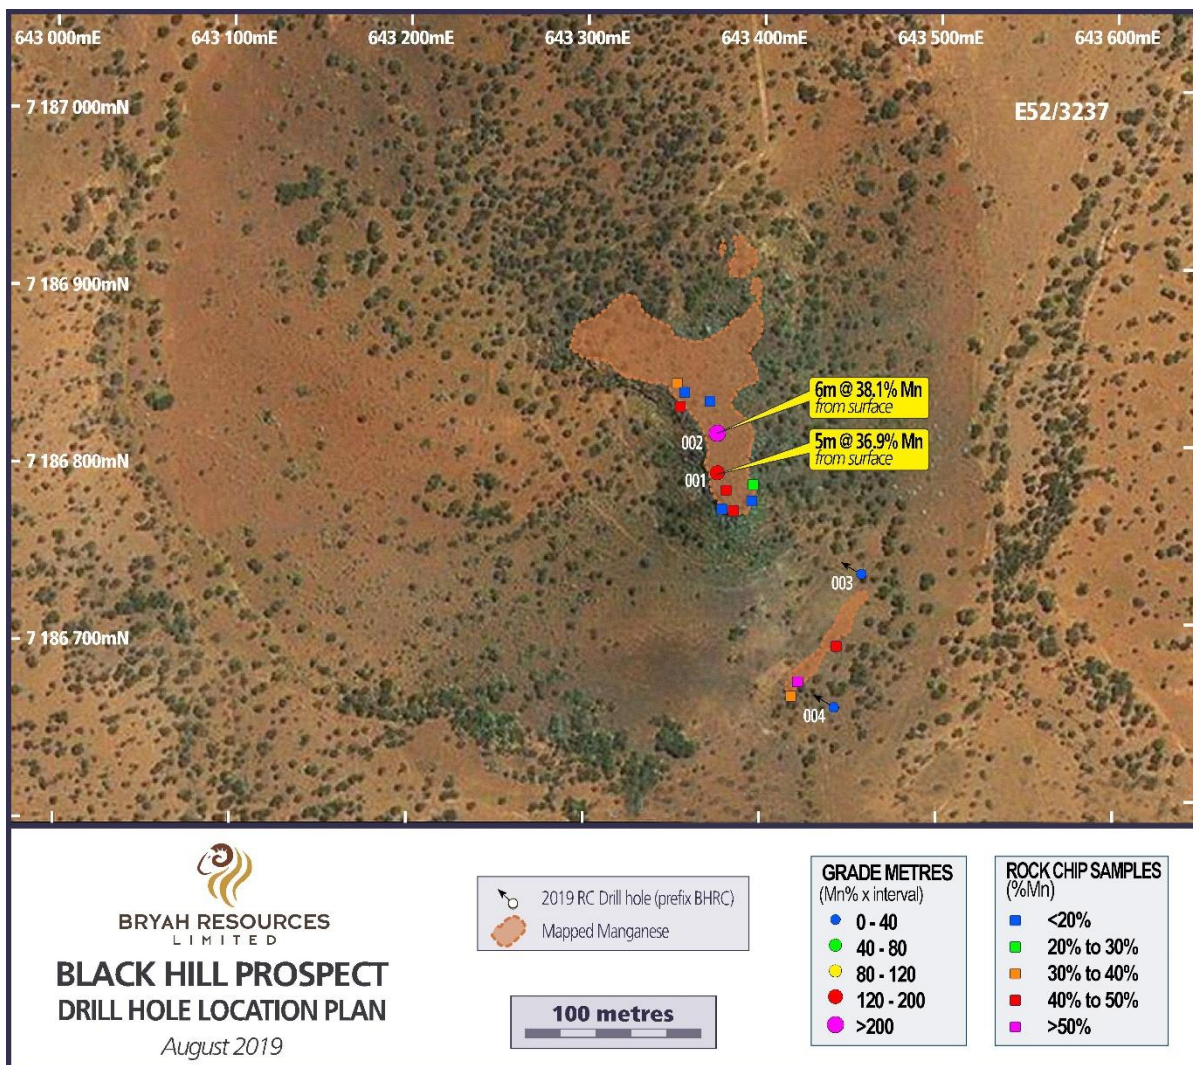 643 000mE 643 100mE 643 200mE 643 300mE 643 400mE 643 500mE 643 600mE
7 187 000mN
E52/3237
7 186 900mN
6m @ 38.1% Mn
from surface
002
5m @ 36.9% Mn
from surface
7 186 800mN
001
003
7 186 700mN
004
BRYAH RESOURCES
LIMITED
BLACK HILL PROSPECT
DRILL HOLE LOCATION PLAN
August 2019
2019 RC Drill hole (prefix BHRC)
Mapped Manganese
100 metres
GRADE METRES
(Mn% x interval)
0 - 40
40 - 80
80 - 120
120 - 200
>200
ROCK CHIP SAMPLES
(%Mn)
<20%
20% to 30%
30% to 40%
40% to 50%
>50%